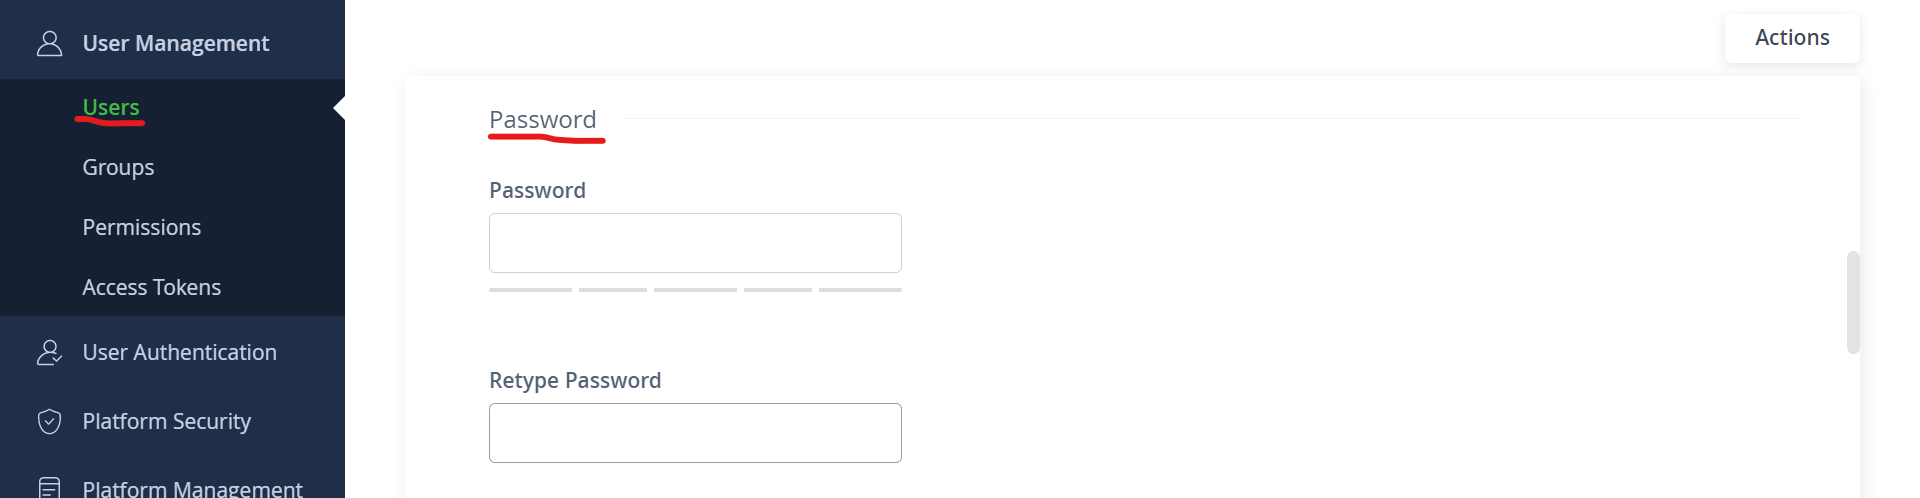 User Management
Users
Groups
Permissions
Access Tokens
User Authentication
Platform Security
Platform Management
Actions
Password
Password
Retype Password